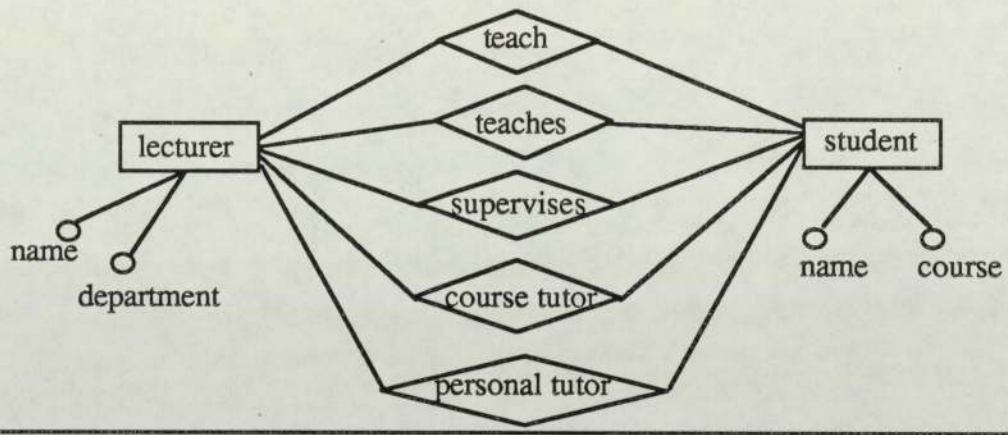 teach
teaches
lecturer
student
supervises
name
department
name
course
course tutor
personal tutor